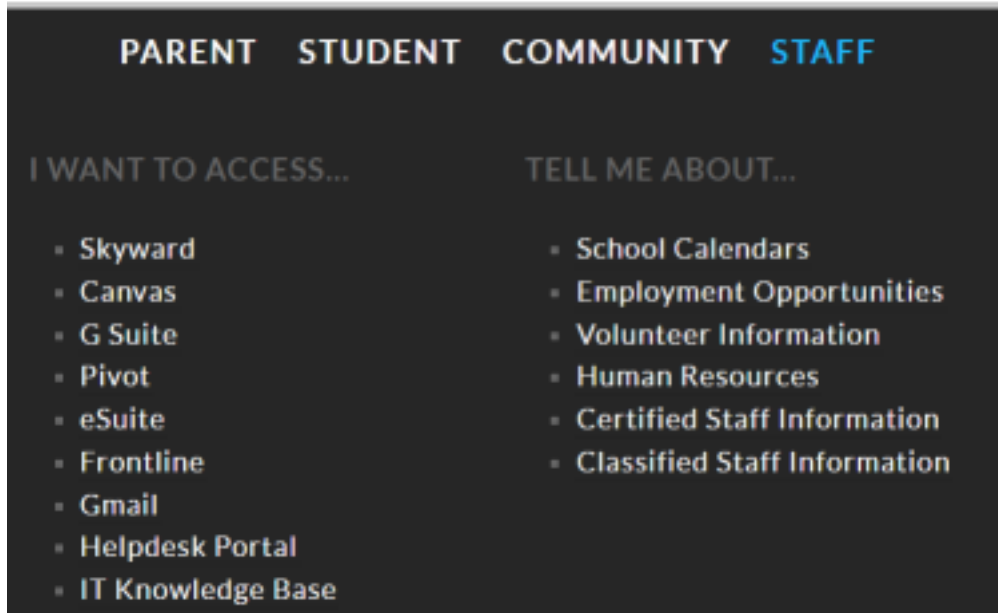 PARENT STUDENT COMMUNITY STAFF
I WANT TO ACCESS...
Skyward
Canvas
G Suite
Pivot
eSuite
Frontline
Gmail
Helpdesk Portal
IT Knowledge Base
TELL ME ABOUT...
School Calendars
Employment Opportunities
Volunteer Information
Human Resources
Certified Staff Information
Classified Staff Information